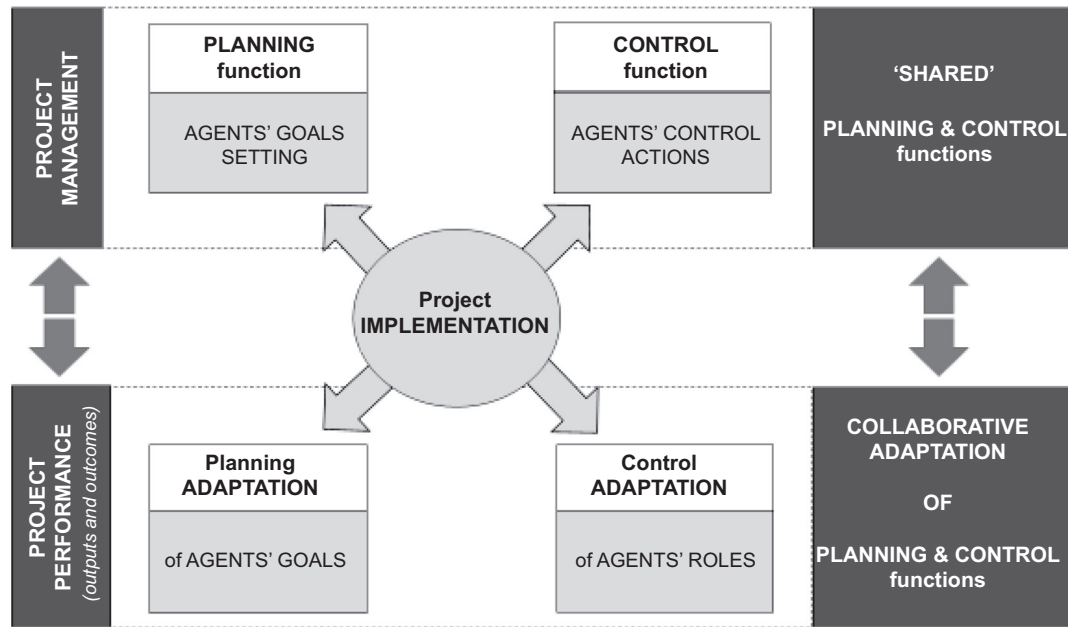 PROJECT
MANAGEMENT
PLANNING
function
AGENTS' GOALS
SETTING
CONTROL
function
AGENTS' CONTROL
ACTIONS
‘SHARED’
PLANNING & CONTROL
functions
Project
IMPLEMENTATION
PROJECT
PERFORMANCE
(outputs and outcomes)
Planning
ADAPTATION
of AGENTS' GOALS
Control
ADAPTATION
of AGENTS' ROLES
COLLABORATIVE
ADAPTATION
OF
PLANNING & CONTROL
functions